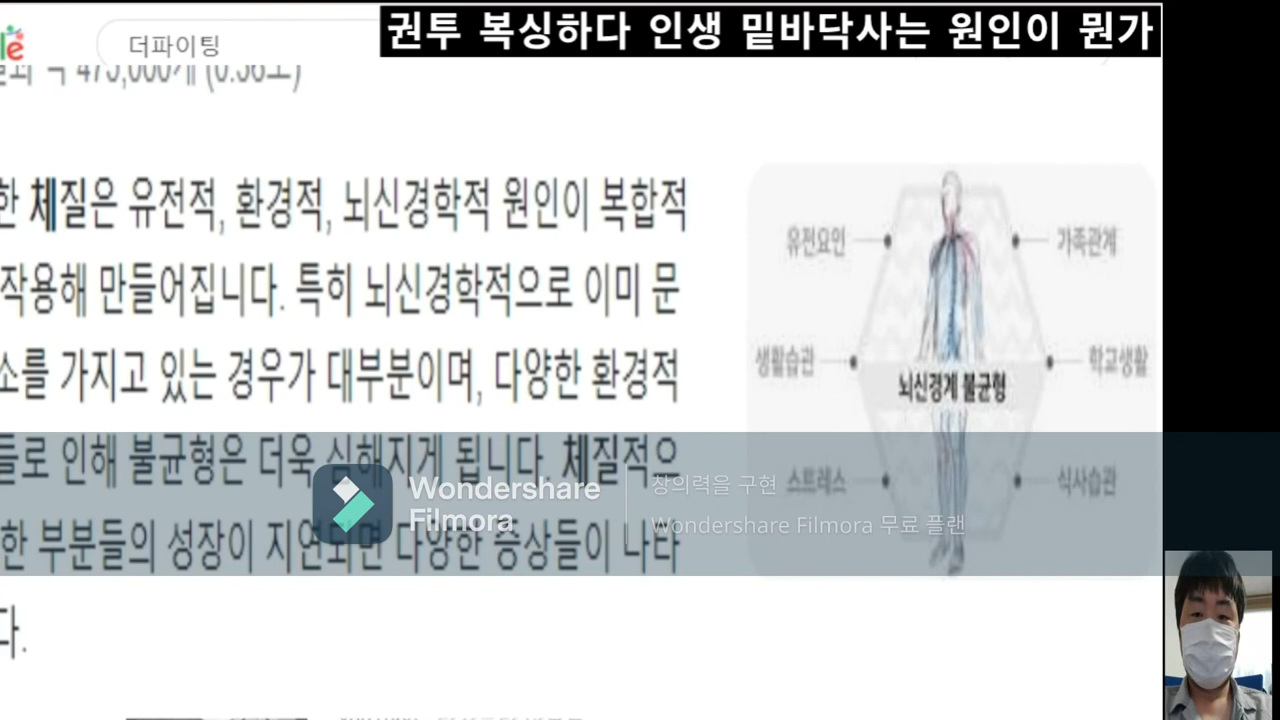 권투 복싱하다 인생 밑바닥사는 원인이 뭔가
le
더파이팅
한 체질은 유전적, 환경적, 뇌신경학적 원인이 복합적
작용해 만들어집니다. 특히 뇌신경학적으로 이미 문
소를 가지고 있는 경우가 대부분이며, 다양한 환경적
들로 인해 불균형은 더욱 심해지게 됩니다. 체질적으
한 부분들의 성장이 지연되면 다양한 증상들이 나타
다.
유전요인
가족관계
생활습관
학교생활
뇌신경계 불균형
스트레스
식사습관
Wondershare
Filmora
창의력을 구현
Wondershare Filmora 무료 플랜